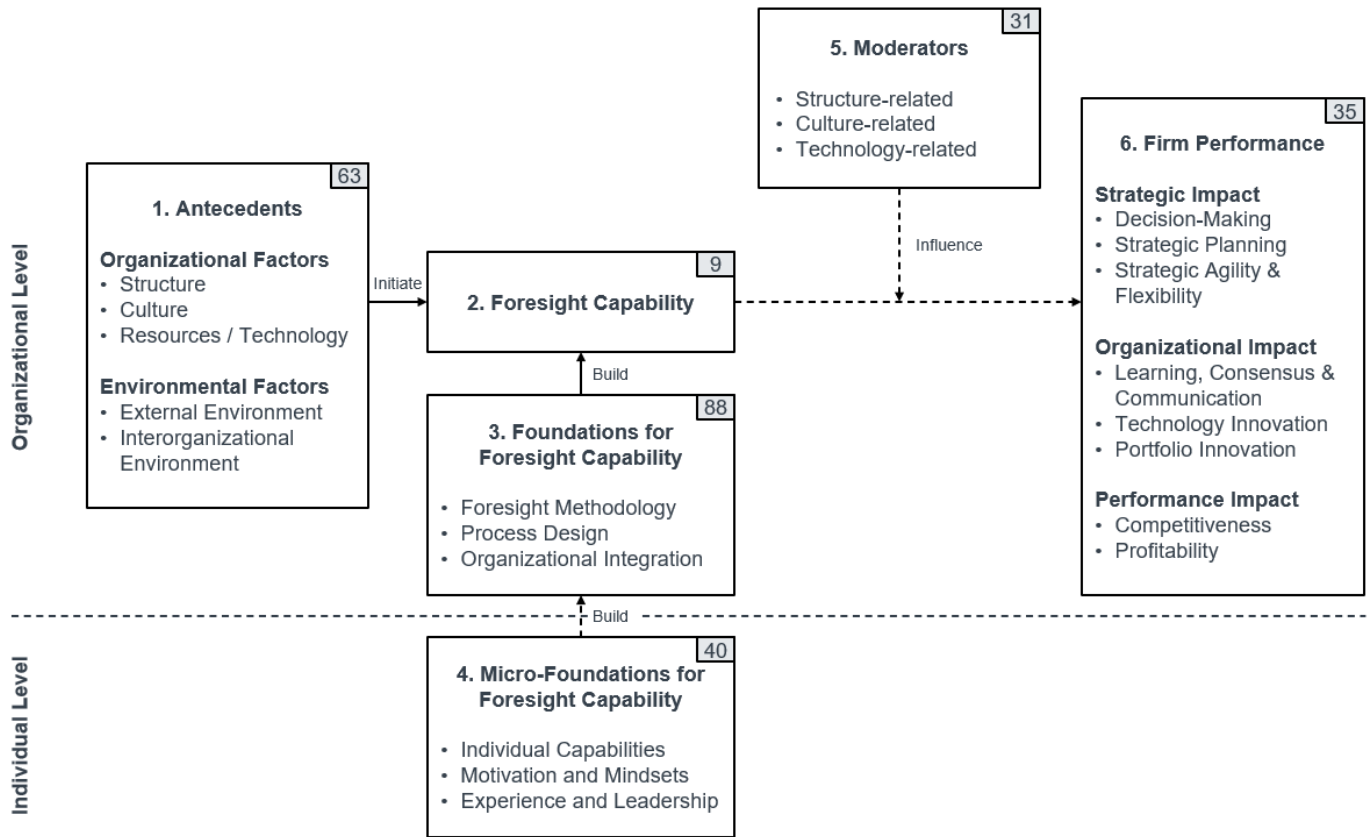 Organizational Level
63
1. Antecedents
Organizational Factors
• Structure
• Culture
• Resources / Technology
Environmental Factors
• External Environment
• Interorganizational
Environment
Initiate
9
2. Foresight Capability
Build
88
3. Foundations for
Foresight Capability
• Foresight Methodology
• Process Design
• Organizational Integration
31
5. Moderators
• Structure-related
• Culture-related
• Technology-related
Influence
35
6. Firm Performance
Strategic Impact
• Decision-Making
• Strategic Planning
• Strategic Agility &
Flexibility
Organizational Impact
• Learning, Consensus &
Communication
• Technology Innovation
• Portfolio Innovation
Performance Impact
• Competitiveness
• Profitability
Build
Individual Level
40
4. Micro-Foundations for
Foresight Capability
• Individual Capabilities
• Motivation and Mindsets
• Experience and Leadership